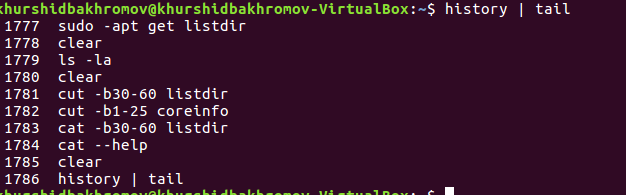 khurshidbakhromov@khurshidbakhromov-VirtualBox:~$ history | tail
1777 sudo -apt get listdir
1778 clear
1779 ls -la
1780 clear
1781 cut -b30-60 listdir
1782 cut -b1-25 coreinfo
1783 cat -b30-60 listdir
1784 cat --help
1785 clear
1786 history | tail
khurshidbakhromov@khurshidbakhromov-VirtualBox:~$